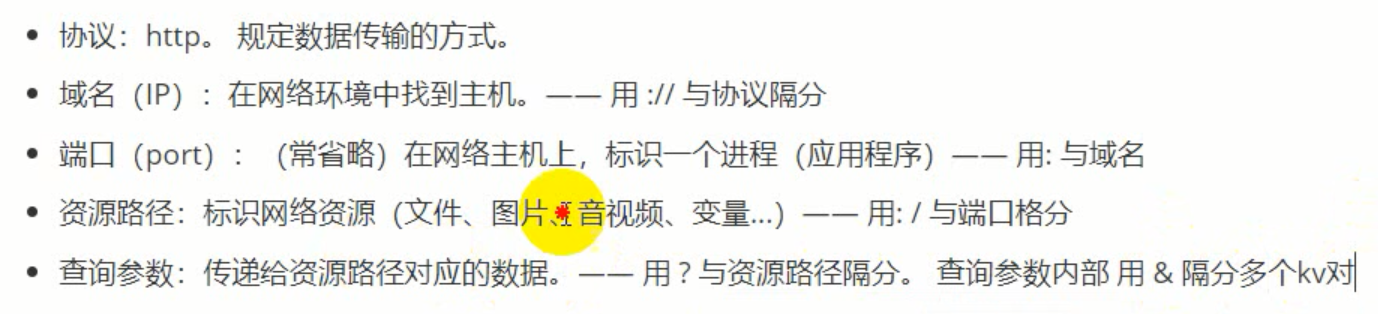 • 协议：http。 规定数据传输的方式。
• 域名（IP）：在网络环境中找到主机。—— 用 :// 与协议隔分
• 端口（port）： （常省略）在网络主机上，标识一个进程（应用程序）—— 用: 与域名
• 资源路径：标识网络资源（文件、图片、音视频、变量...）—— 用: / 与端口格分
• 查询参数：传递给资源路径对应的数据。—— 用 ? 与资源路径隔分。 查询参数内部 用 & 隔分多个kv对